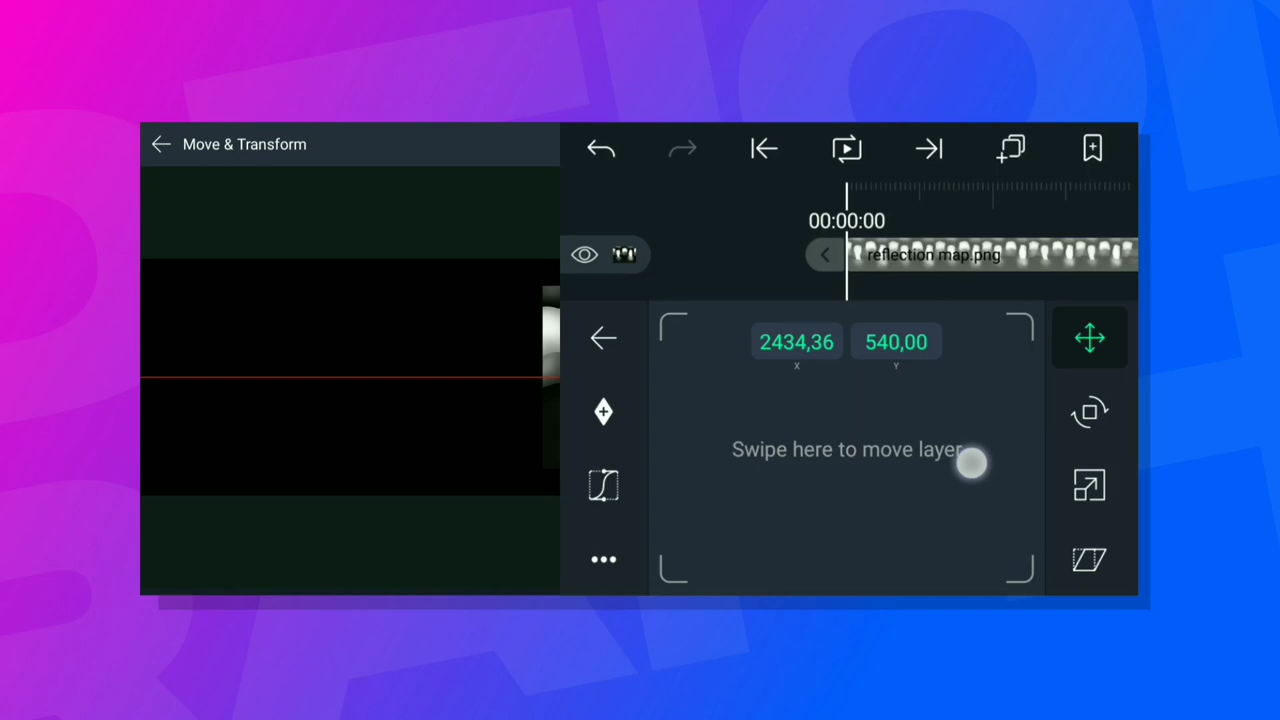 Move & Transform
00:00:00
reflection map.png
2434,36
540,00
X
Y
Swipe here to move layer